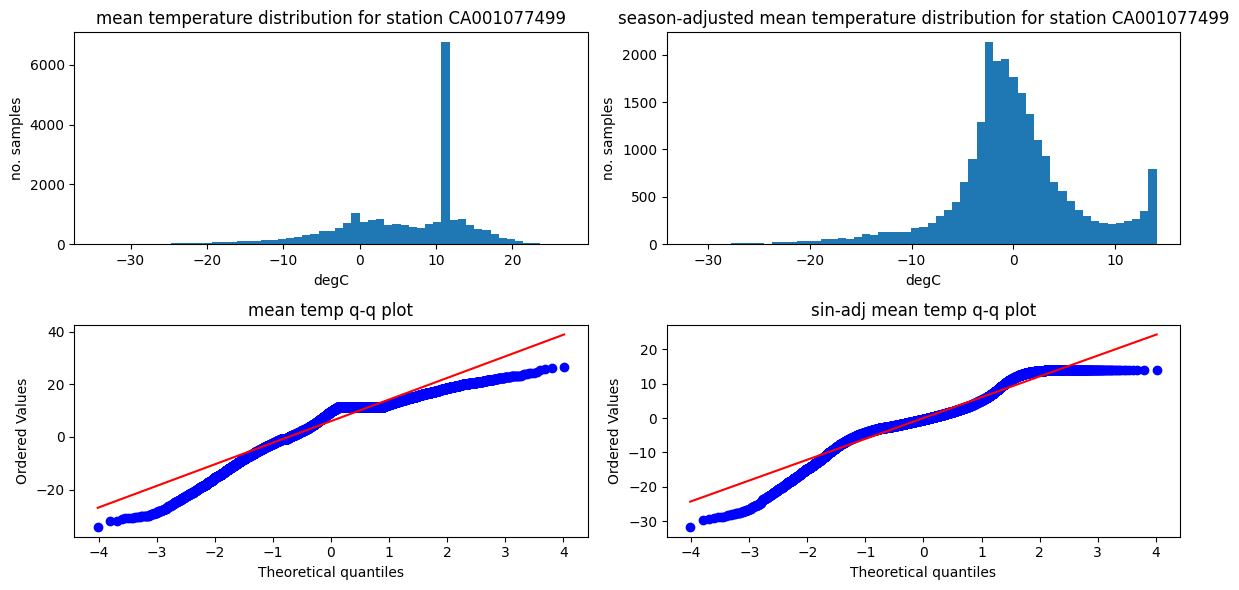 mean temperature distribution for station CA001077499
no. samples
6000
4000
2000
0
−30 −20 −10 0 10 20
degC
season-adjusted mean temperature distribution for station CA001077499
no. samples
2000
1500
1000
500
0
−30 −20 −10 0 10
degC
mean temp q-q plot
Ordered Values
40
20
0
−20
−4 −3 −2 −1 0 1 2 3 4
Theoretical quantiles
sin-adj mean temp q-q plot
Ordered Values
20
10
0
−10
−20
−30
−4 −3 −2 −1 0 1 2 3 4
Theoretical quantiles